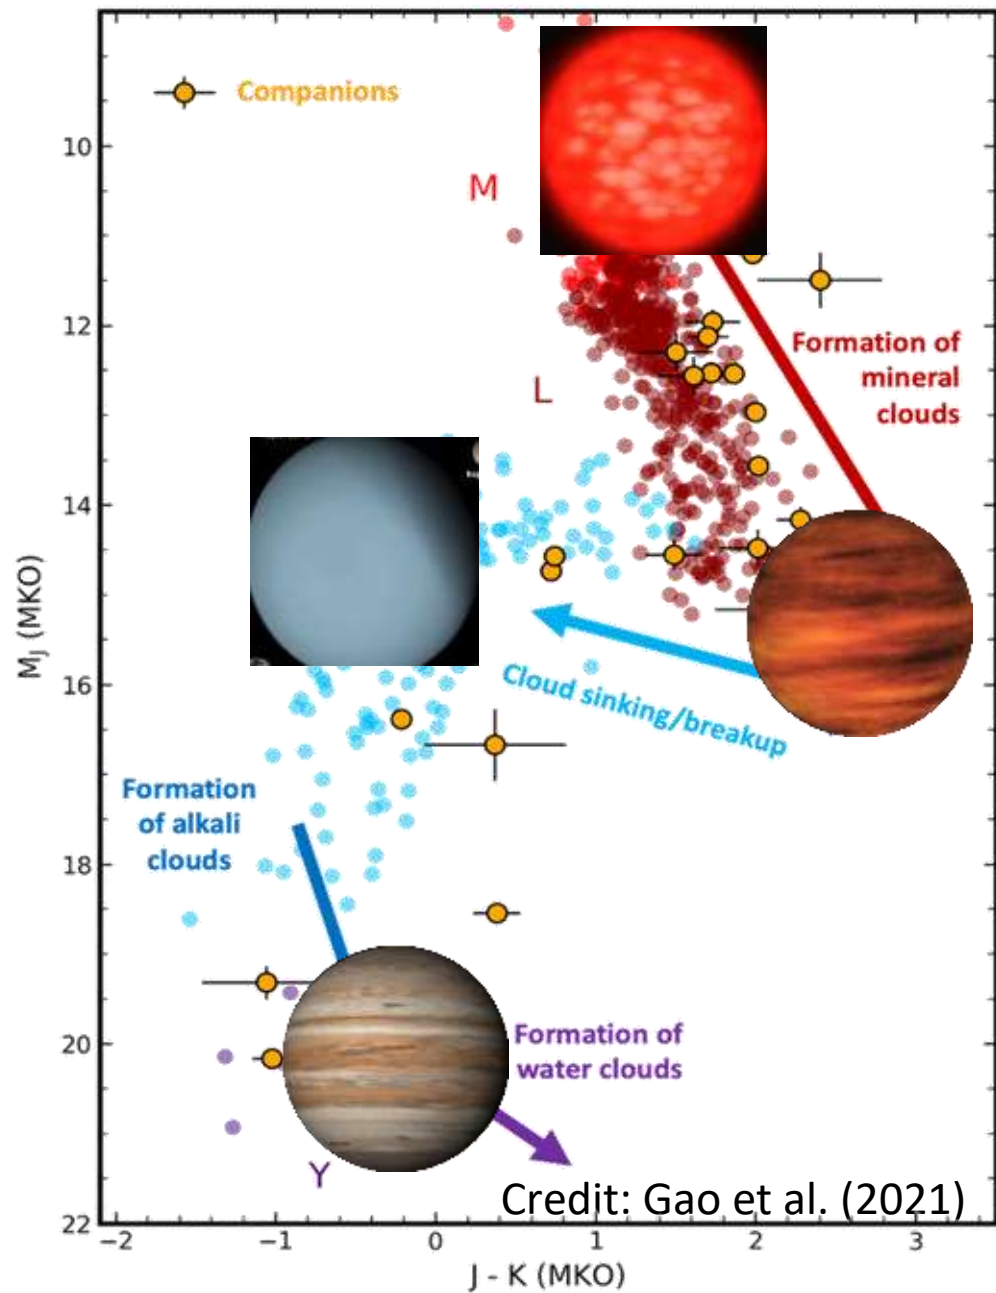 Companions
M
Formation of
mineral
clouds
L
Cloud sinking/breakup
Formation
of alkali
clouds
Formation of
water clouds
Y
Credit: Gao et al. (2021)
10
12
14
16
18
20
22
M_J (MKO)
−2
−1
0
1
2
3
J - K (MKO)